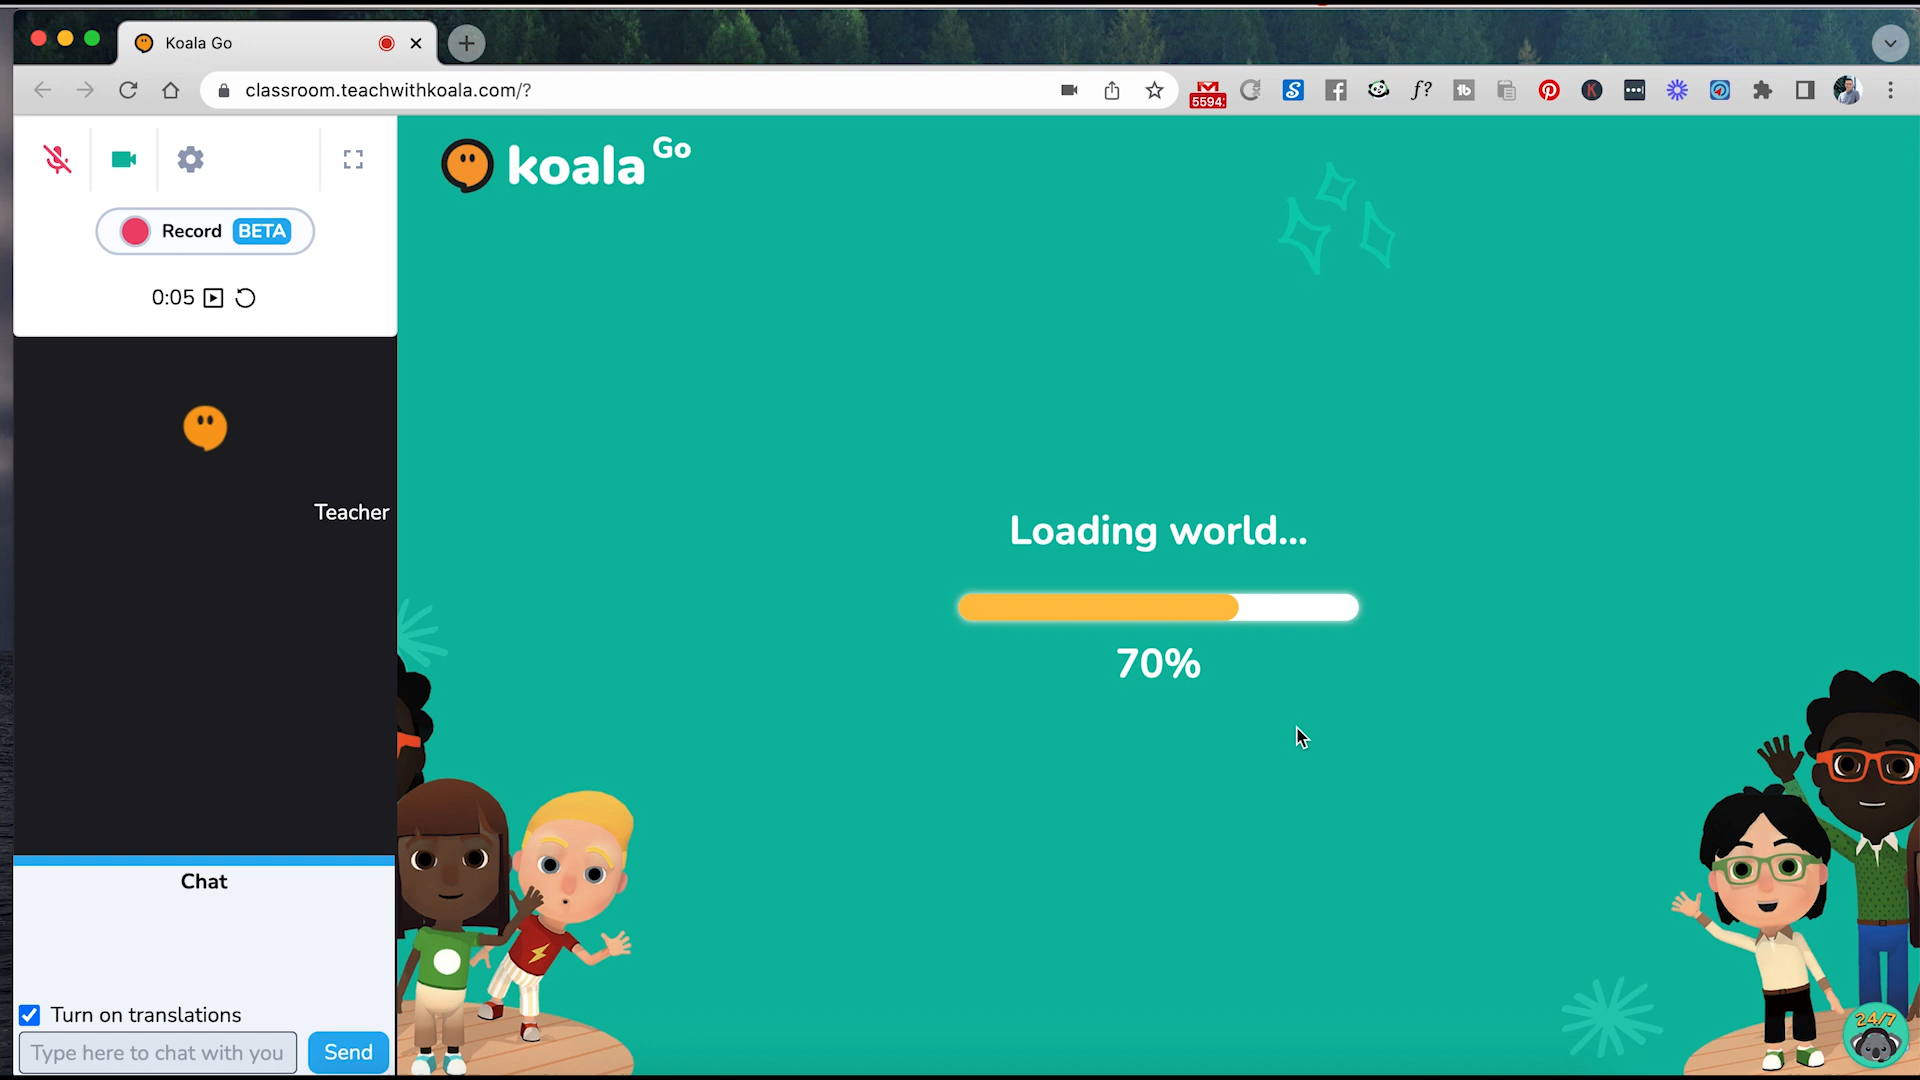 Koala Go
classroom.teachwithkoala.com/?
5594
Record BETA
0:05
koala Go
Teacher
Loading world...
70%
Chat
Turn on translations
Type here to chat with you
Send
24/7